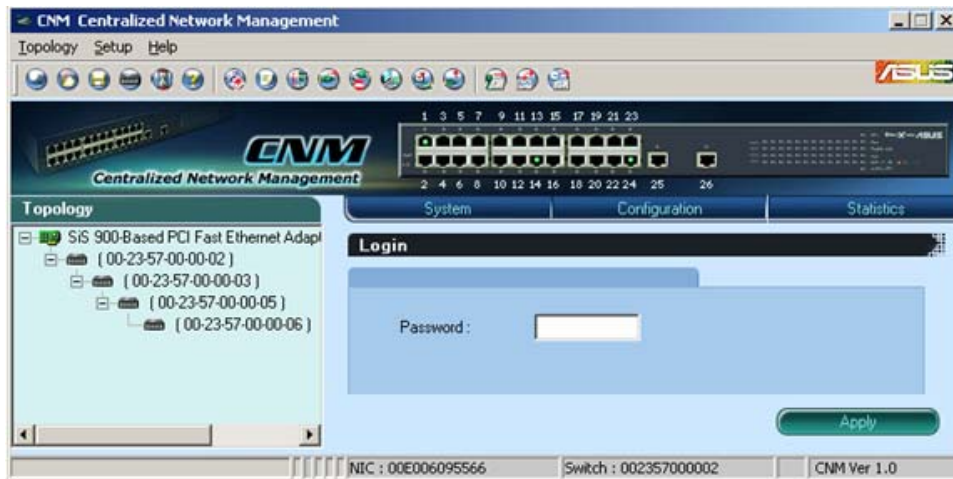 CNM Centralized Network Management
Topology Setup Help
ASUS
1 3 5 7 9 11 13 15 17 19 21 23
CNM
Centralized Network Management
2 4 6 8 10 12 14 16 18 20 22 24 25 26
Topology
System Configuration Statistics
SiS 900-Based PCI Fast Ethernet Adapt
( 00-23-57-00-00-02 )
( 00-23-57-00-00-03 )
( 00-23-57-00-00-05 )
( 00-23-57-00-00-06 )
Login
Password :
Apply
NIC : 00E006095566 Switch : 002357000002 CNM Ver 1.0